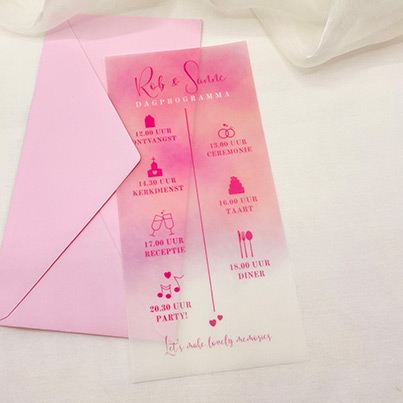 Rob & Sanne
DAGPROGRAMMA
12.00 UUR
ONTVANGST
13.00 UUR
CEREMONIE
14.30 UUR
KERKDIENST
16.00 UUR
TAART
17.00 UUR
RECEPTIE
18.00 UUR
DINER
20.30 UUR
PARTY!
Let's make lovely memories